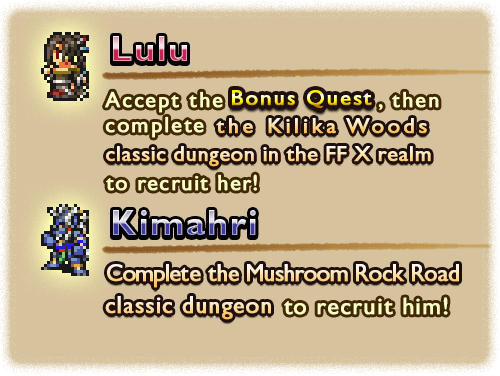 Lulu
Accept the Bonus Quest, then
complete the Kilika Woods
classic dungeon in the FF X realm
to recruit her!
Kimahri
Complete the Mushroom Rock Road
classic dungeon to recruit him!